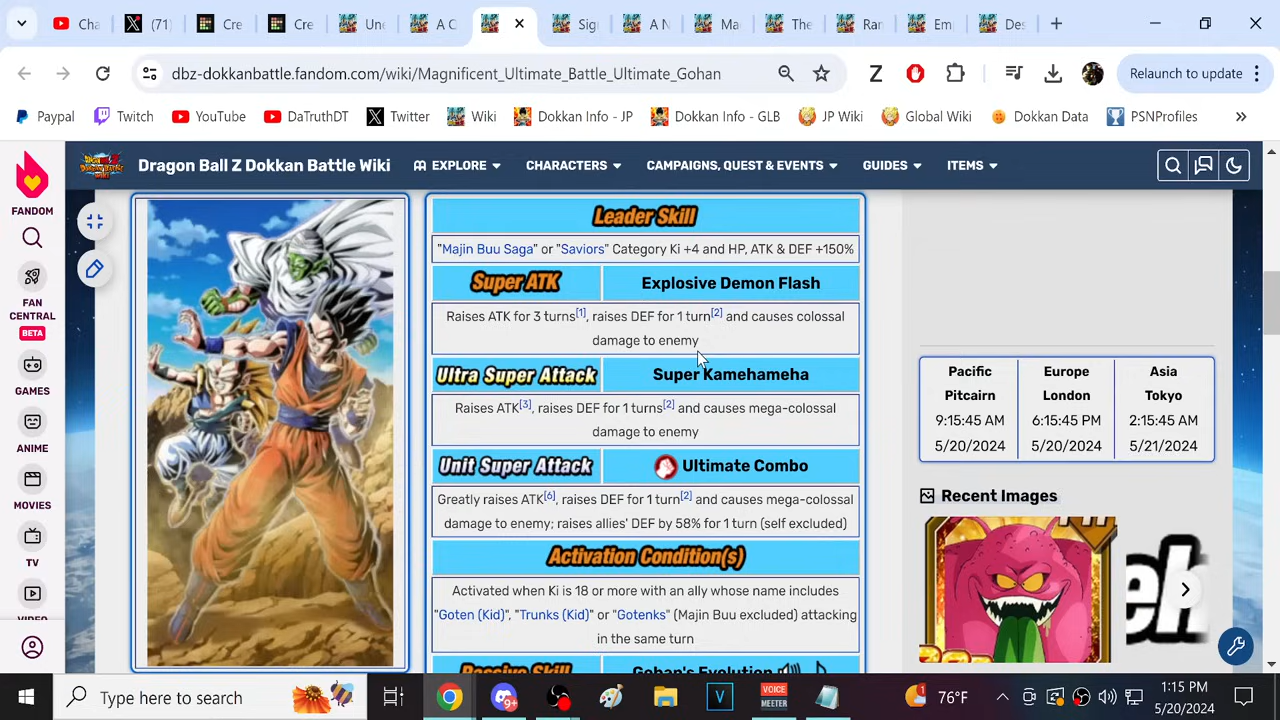 Cha
(71)
Cre
Cre
Un
A C
Sig
A N
Ma
The
Ran
Em
Des
dbz-dokkanbattle.fandom.com/wiki/Magnificent_Ultimate_Battle_Ultimate_Gohan
Relaunch to update
Paypal
Twitch
YouTube
DaTruthDT
Twitter
Wiki
Dokkan Info - JP
Dokkan Info - GLB
JP Wiki
Global Wiki
Dokkan Data
PSNProfiles
Dragon Ball Z Dokkan Battle Wiki
EXPLORE
CHARACTERS
CAMPAIGNS, QUEST & EVENTS
GUIDES
ITEMS
FANDOM
FAN
CENTRAL
BETA
GAMES
ANIME
MOVIES
TV
VIDEO
Leader Skill
"Majin Buu Saga" or "Saviors" Category Ki +4 and HP, ATK & DEF +150%
Super ATK
Explosive Demon Flash
Raises ATK for 3 turns[1], raises DEF for 1 turn[2] and causes colossal
damage to enemy
Ultra Super Attack
Super Kamehameha
Raises ATK[3], raises DEF for 1 turns[2] and causes mega-colossal
damage to enemy
Unit Super Attack
Ultimate Combo
Greatly raises ATK[6], raises DEF for 1 turn[2] and causes mega-colossal
damage to enemy; raises allies' DEF by 58% for 1 turn (self excluded)
Activation Condition(s)
Activated when Ki is 18 or more with an ally whose name includes
"Goten (Kid)", "Trunks (Kid)" or "Gotenks" (Majin Buu excluded) attacking
in the same turn
Passive Skill
Gohan's Evolution
Pacific
Pitcairn
9:15:45 AM
5/20/2024
Europe
London
6:15:45 PM
5/20/2024
Asia
Tokyo
2:15:45 AM
5/21/2024
Recent Images
Type here to search
9+
V
VOICE
MEETER
76°F
1:15 PM
5/20/2024